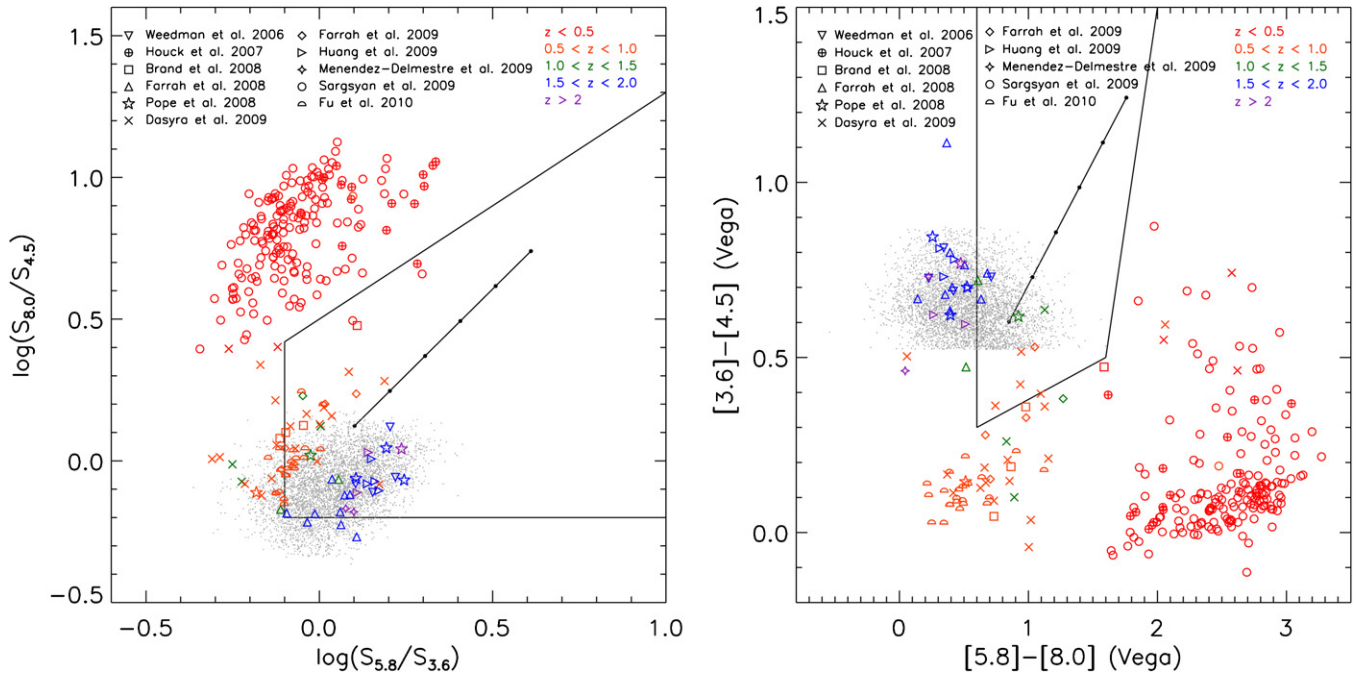 Weedman et al. 2006
Houck et al. 2007
Brand et al. 2008
Farrah et al. 2008
Pope et al. 2008
Dasyra et al. 2009
Farrah et al. 2009
Huang et al. 2009
Menendez-Delmestre et al. 2009
Sargsyan et al. 2009
Fu et al. 2010
z < 0.5
0.5 < z < 1.0
1.0 < z < 1.5
1.5 < z < 2.0
z > 2
1.5
1.0
0.5
0.0
−0.5
log(S8.0/S4.5)
−0.5
0.0
0.5
1.0
log(S5.8/S3.6)
Weedman et al. 2006
Houck et al. 2007
Brand et al. 2008
Farrah et al. 2008
Pope et al. 2008
Dasyra et al. 2009
Farrah et al. 2009
Huang et al. 2009
Menendez-Delmestre et al. 2009
Sargsyan et al. 2009
Fu et al. 2010
z < 0.5
0.5 < z < 1.0
1.0 < z < 1.5
1.5 < z < 2.0
z > 2
1.5
1.0
0.5
0.0
[3.6]−[4.5] (Vega)
0
1
2
3
[5.8]−[8.0] (Vega)